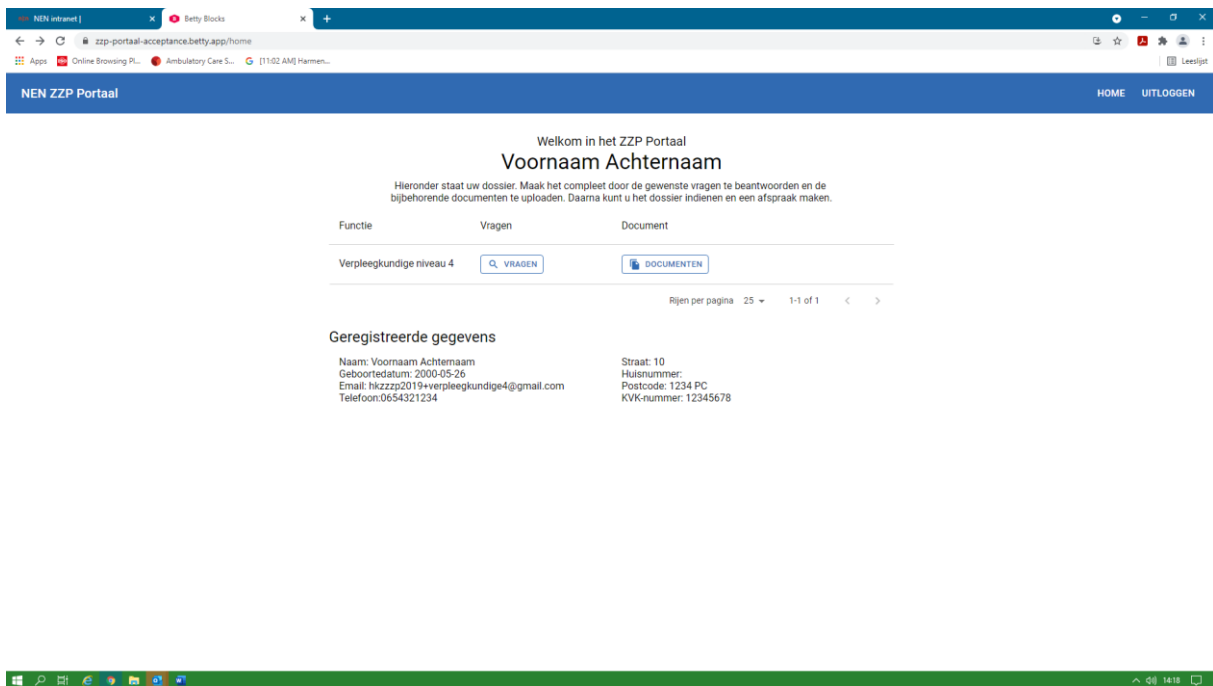 NEN intranet |
Betty Blocks
zzp-portaal-acceptance.betty.app/home
Apps
Online Browsing Pl...
Ambulatory Care S...
[11:02 AM] Harmen...
Leeslijst
NEN ZZP Portaal
HOME
UITLOGGEN
Welkom in het ZZP Portaal
Voornaam Achternaam
Hieronder staat uw dossier. Maak het compleet door de gewenste vragen te beantwoorden en de
bijbehorende documenten te uploaden. Daarna kunt u het dossier indienen en een afspraak maken.
Functie Vragen Document
Verpleegkundige niveau 4 VRAGEN DOCUMENTEN
Rijen per pagina 25 1-1 of 1
Geregistreerde gegevens
Naam: Voornaam Achternaam
Geboortedatum: 2000-05-26
Email: hkzzzp2019+verpleegkundige4@gmail.com
Telefoon:0654321234
Straat: 10
Huisnummer:
Postcode: 1234 PC
KVK-nummer: 12345678
14:18